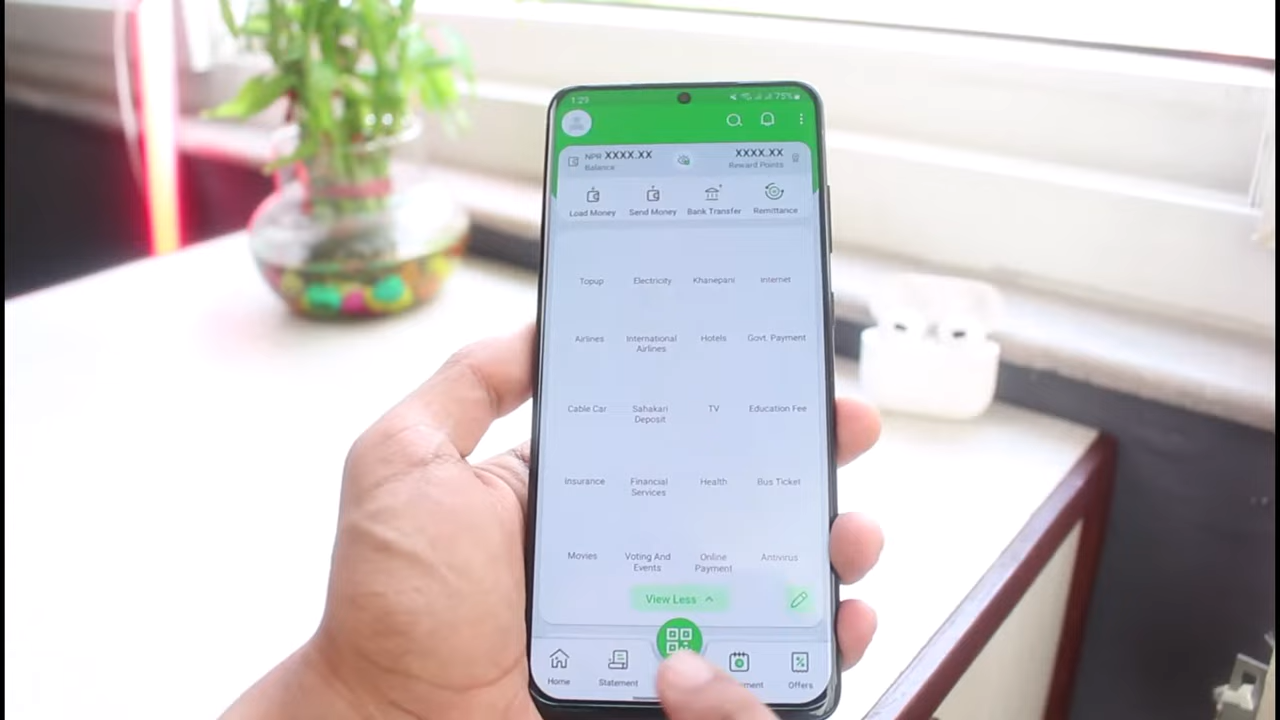 1:29 75%
NPR XXXX.XX XXXX.XX
Balance Reward Points
Load Money Send Money Bank Transfer Remittance
Topup Electricity Khanepani Internet
Airlines International Airlines Hotels Govt. Payment
Cable Car Sahakari Deposit TV Education Fee
Insurance Financial Services Health Bus Ticket
Movies Voting And Events Online Payment Antivirus
View Less
Home Statement ment Offers